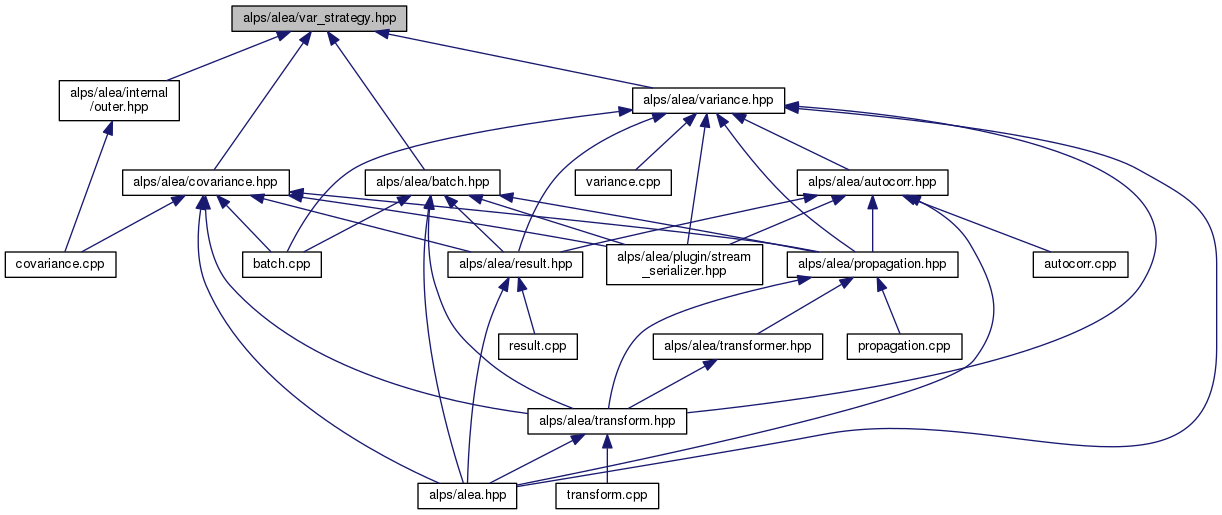 alps/alea/var_strategy.hpp
alps/alea/internal
/outer.hpp
alps/alea/variance.hpp
alps/alea/covariance.hpp
alps/alea/batch.hpp
variance.cpp
alps/alea/autocorr.hpp
covariance.cpp
batch.cpp
alps/alea/result.hpp
alps/alea/plugin/stream
_serializer.hpp
alps/alea/propagation.hpp
autocorr.cpp
result.cpp
alps/alea/transformer.hpp
propagation.cpp
alps/alea/transform.hpp
alps/alea.hpp
transform.cpp